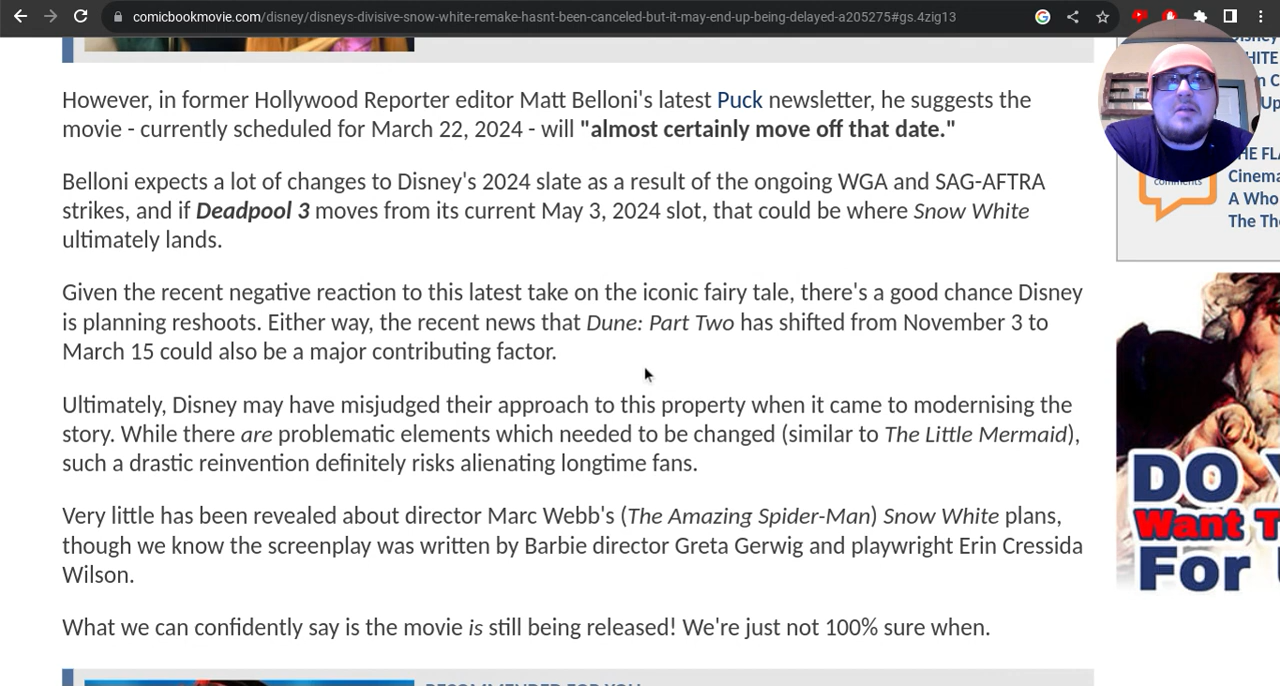 comicbookmovie.com/disney/disneys-divisive-snow-white-remake-hasnt-been-canceled-but-it-may-end-up-being-delayed-a205275#gs.4zig13
However, in former Hollywood Reporter editor Matt Belloni's latest Puck newsletter, he suggests the
movie - currently scheduled for March 22, 2024 - will "almost certainly move off that date."
Belloni expects a lot of changes to Disney's 2024 slate as a result of the ongoing WGA and SAG-AFTRA
strikes, and if Deadpool 3 moves from its current May 3, 2024 slot, that could be where Snow White
ultimately lands.
Given the recent negative reaction to this latest take on the iconic fairy tale, there's a good chance Disney
is planning reshoots. Either way, the recent news that Dune: Part Two has shifted from November 3 to
March 15 could also be a major contributing factor.
Ultimately, Disney may have misjudged their approach to this property when it came to modernising the
story. While there are problematic elements which needed to be changed (similar to The Little Mermaid),
such a drastic reinvention definitely risks alienating longtime fans.
Very little has been revealed about director Marc Webb's (The Amazing Spider-Man) Snow White plans,
though we know the screenplay was written by Barbie director Greta Gerwig and playwright Erin Cressida
Wilson.
What we can confidently say is the movie is still being released! We're just not 100% sure when.
RECOMMENDED FOR YOU
comments
Cinema
A Who
The Th
DO Y
Want T
For